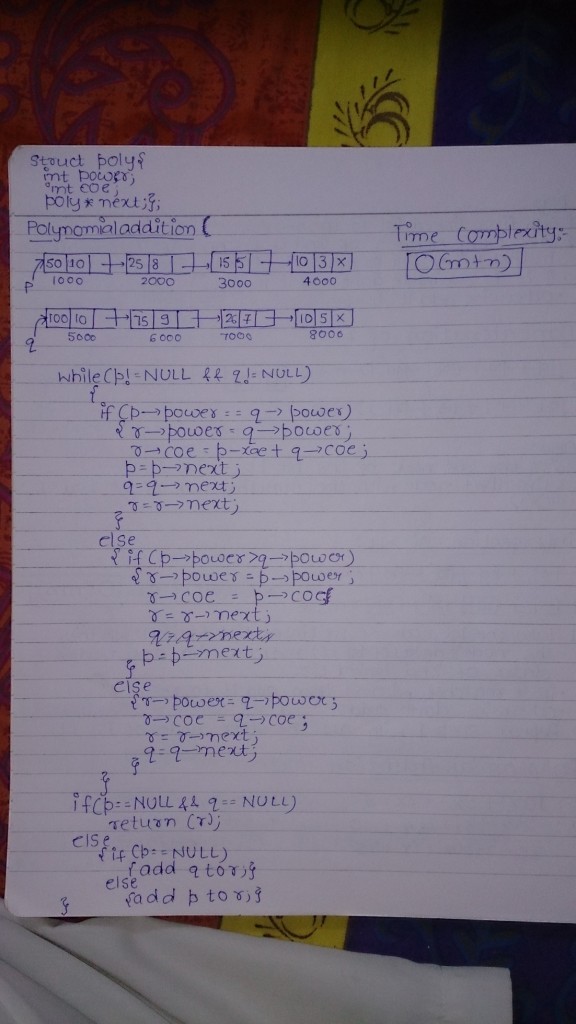 Struct poly{
int power;
int coe;
poly * next;};
Polynomial addition (
Time Complexity:-
O(m+n)
50 10 25 8 15 5 10 3 x
p 1000 2000 3000 4000
100 10 75 9 26 7 10 5 x
q 5000 6000 7000 8000
while(p!=NULL && q!=NULL)
{
if (p→power == q→power)
{ r→power = q→power;
r→coe = p→coe + q→coe;
p=p→next;
q=q→next;
r=r→next;
}
else
{ if (p→power>q→power)
{ r→power = p→power;
r→coe = p→coe;
r= r→next;
q=q→next;
p=p→next;
}
else
{r→power= q→power;
r→coe = q→coe;
r= r→next;
q= q→next;
}
}
if(p==NULL && q==NULL)
return (r);
else
{if (p==NULL)
{add q to r;}
else
{add p to r;}
}